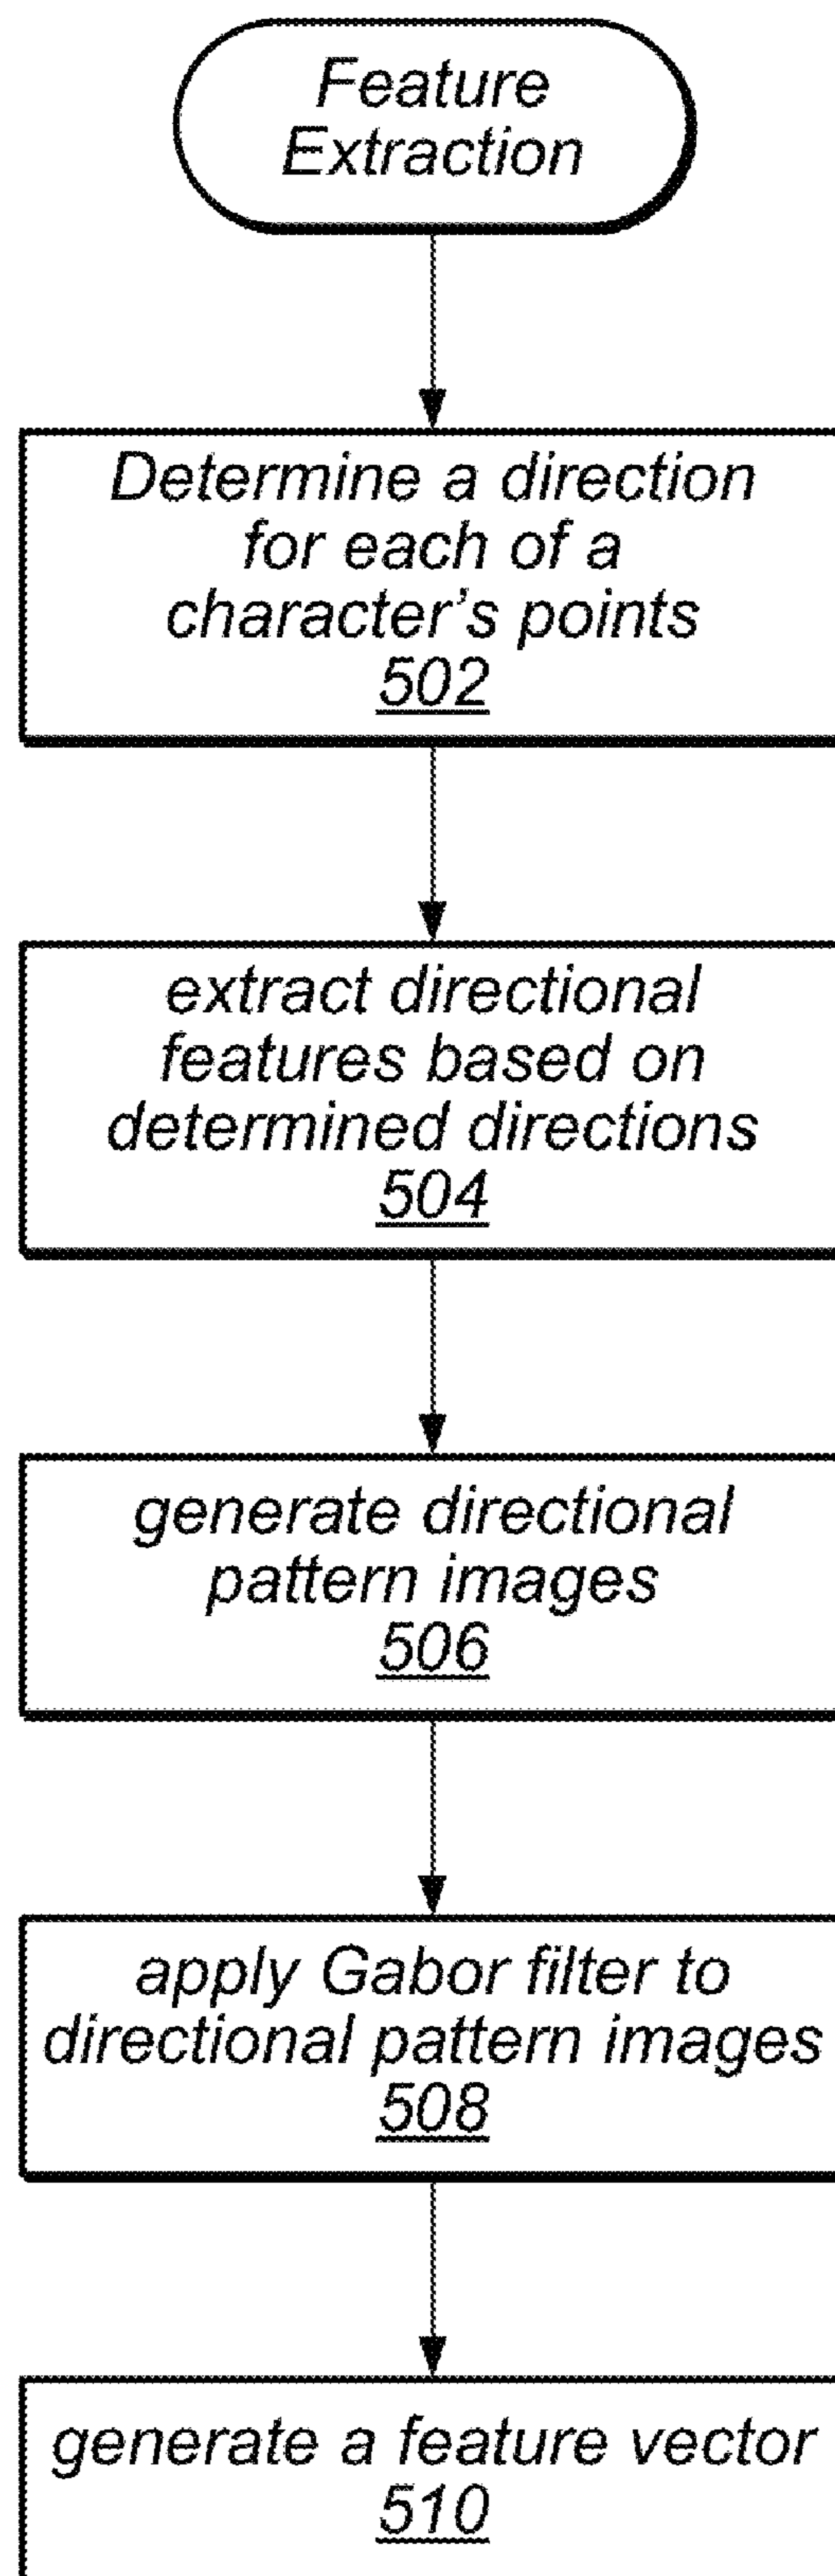 Feature
Extraction
Determine a direction
for each of a
character's points
502
extract directional
features based on
determined directions
504
generate directional
pattern images
506
apply Gabor filter to
directional pattern images
508
generate a feature vector
510